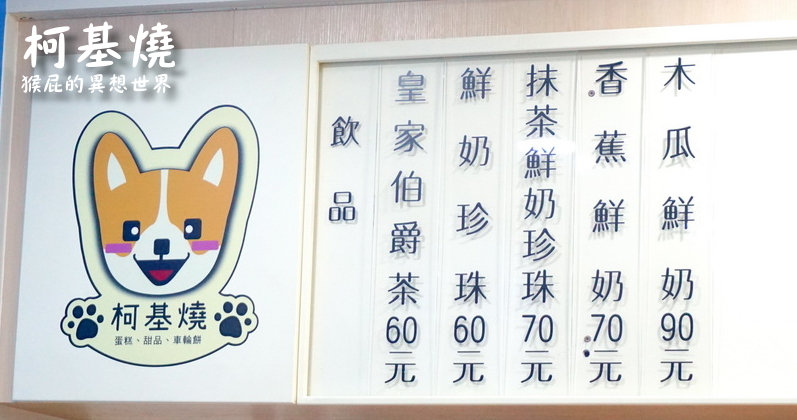 柯基燒
猴屁的異想世界
柯基燒
蛋糕、甜品、車輪餅
飲品
皇家伯爵茶60元
鮮奶珍珠60元
抹茶鮮奶珍珠70元
香蕉鮮奶70元
木瓜鮮奶90元